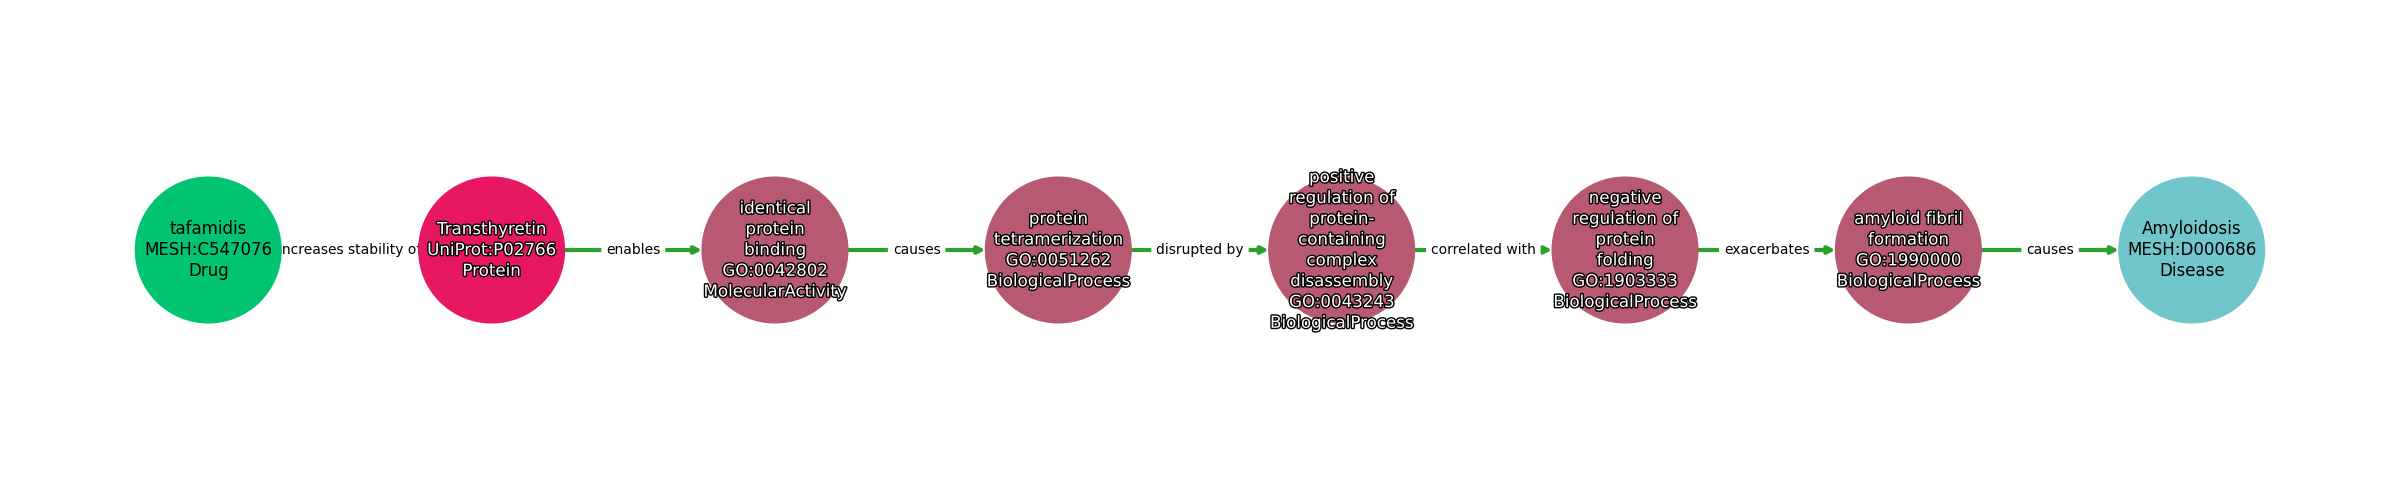 tafamidis
MESH:C547076
Drug
ncreases stability of
Transthyretin
UniProt:P02766
Protein
enables
identical
protein
binding
GO:0042802
MolecularActivity
causes
protein
tetramerization
GO:0051262
BiologicalProcess
disrupted by
positive
regulation of
protein-
containing
complex
disassembly
GO:0043243
BiologicalProcess
correlated with
negative
regulation of
protein
folding
GO:1903333
BiologicalProcess
exacerbates
amyloid fibril
formation
GO:1990000
BiologicalProcess
causes
Amyloidosis
MESH:D000686
Disease